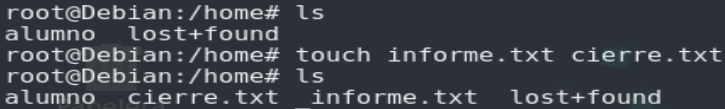 root@Debian:/home# ls
alumno  lost+found
root@Debian:/home# touch informe.txt cierre.txt
root@Debian:/home# ls
alumno  cierre.txt  informe.txt  lost+found